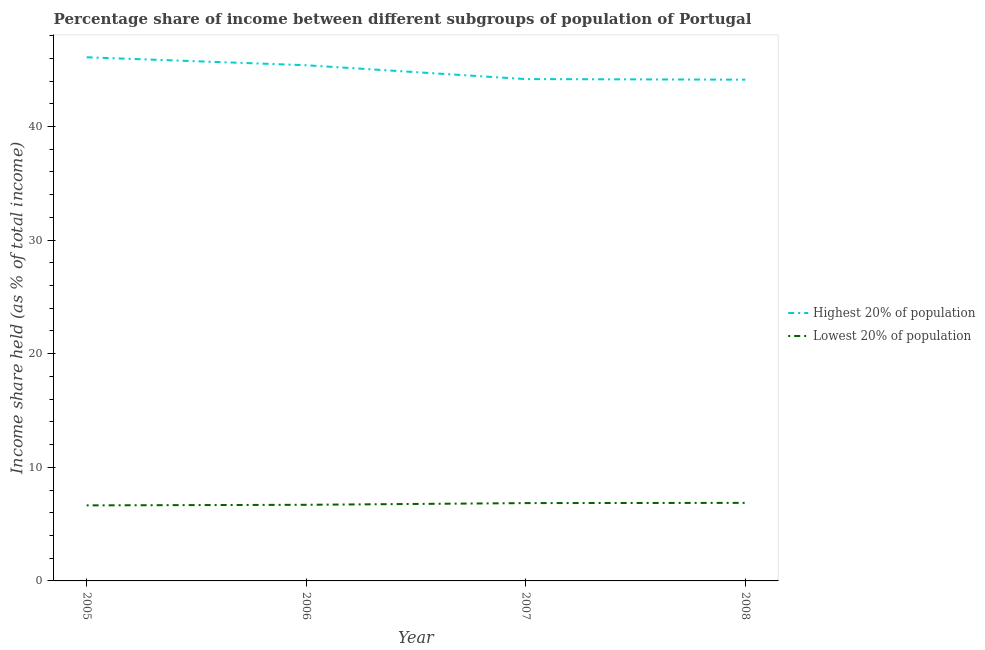 Percentage share of income between different subgroups of population of Portugal
Income share held (as % of total income)
40
30
20
10
0
2005
2006
2007
2008
Year
Highest 20% of population
Lowest 20% of population